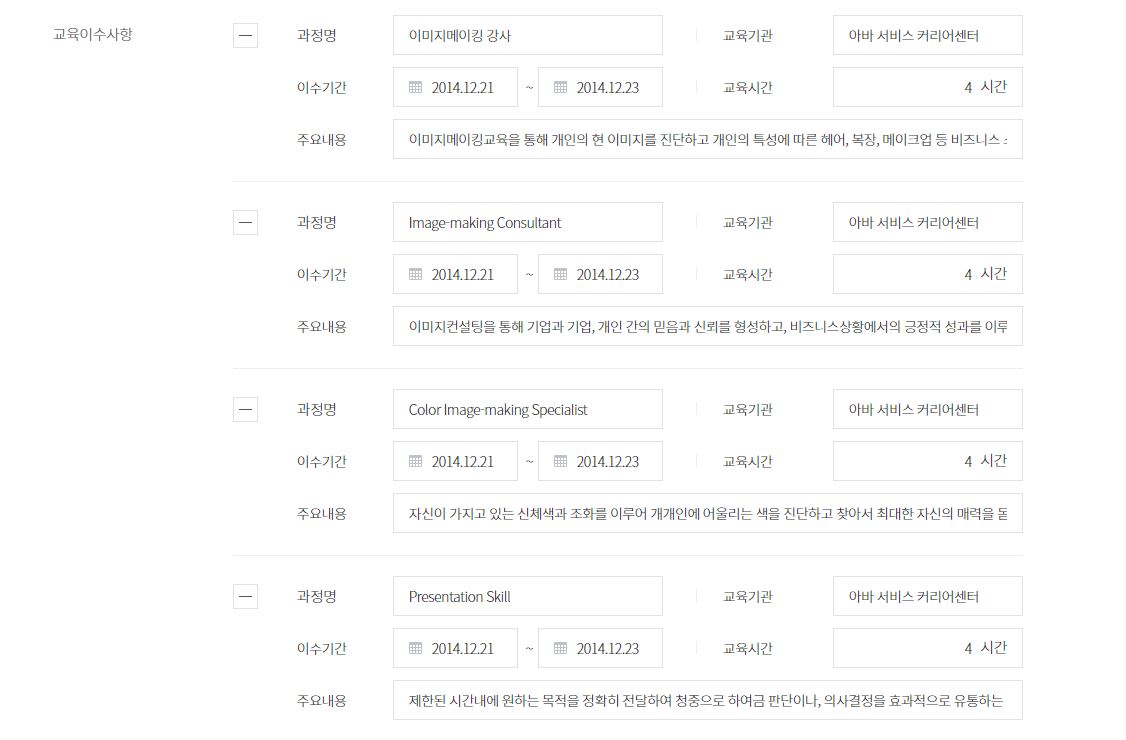 교육이수사항 과정명 이미지메이킹 강사 교육기관 아바 서비스 커리어센터
이수기간 2014.12.21 ~ 2014.12.23 교육시간 4 시간
주요내용 이미지메이킹교육을 통해 개인의 현 이미지를 진단하고 개인의 특성에 따른 헤어, 복장, 메이크업 등 비즈니스
과정명 Image-making Consultant 교육기관 아바 서비스 커리어센터
이수기간 2014.12.21 ~ 2014.12.23 교육시간 4 시간
주요내용 이미지컨설팅을 통해 기업과 기업, 개인 간의 믿음과 신뢰를 형성하고, 비즈니스상황에서의 긍정적 성과를 이루
과정명 Color Image-making Specialist 교육기관 아바 서비스 커리어센터
이수기간 2014.12.21 ~ 2014.12.23 교육시간 4 시간
주요내용 자신이 가지고 있는 신체색과 조화를 이루어 개개인에 어울리는 색을 진단하고 찾아서 최대한 자신의 매력을
과정명 Presentation Skill 교육기관 아바 서비스 커리어센터
이수기간 2014.12.21 ~ 2014.12.23 교육시간 4 시간
주요내용 제한된 시간내에 원하는 목적을 정확히 전달하여 청중으로 하여금 판단이나, 의사결정을 효과적으로 유통하는